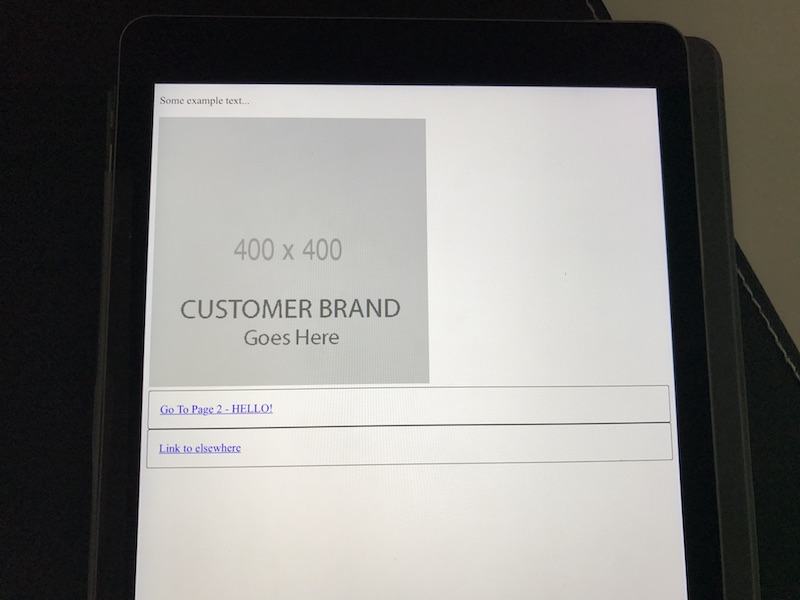 Some example text...
400 x 400
CUSTOMER BRAND
Goes Here
Go To Page 2 - HELLO!
Link to elsewhere